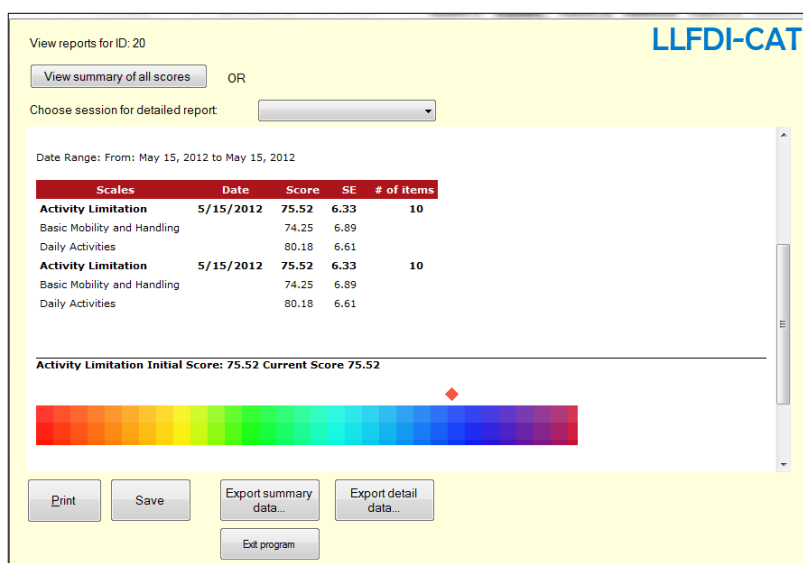 View reports for ID: 20
LLFDI-CAT
View summary of all scores OR
Choose session for detailed report:
Date Range: From: May 15, 2012 to May 15, 2012
Scales Date Score SE # of items
Activity Limitation 5/15/2012 75.52 6.33 10
Basic Mobility and Handling 74.25 6.89
Daily Activities 80.18 6.61
Activity Limitation 5/15/2012 75.52 6.33 10
Basic Mobility and Handling 74.25 6.89
Daily Activities 80.18 6.61
Activity Limitation Initial Score: 75.52 Current Score 75.52
Print
Save
Export summary
data...
Export detail
data...
Exit program